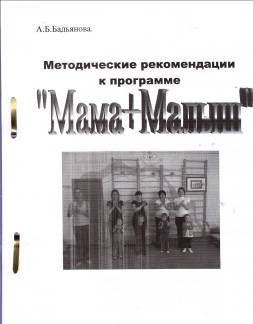 А.Б.Бадьянова.
Методические рекомендации
к программе
"Мама+Малыш"